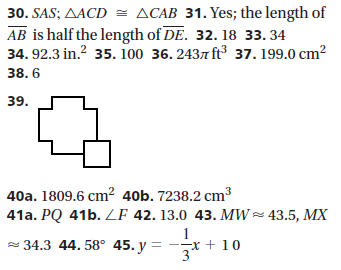 30. SAS; △ACD ≅ △CAB 31. Yes; the length of
A̅B̅ is half the length of D̅E̅. 32. 18 33. 34
34. 92.3 in.² 35. 100 36. 243π ft³ 37. 199.0 cm²
38. 6
39.
40a. 1809.6 cm² 40b. 7238.2 cm³
41a. PQ 41b. ∠F 42. 13.0 43. MW ≈ 43.5, MX
≈ 34.3 44. 58° 45. y = −1/3x + 10